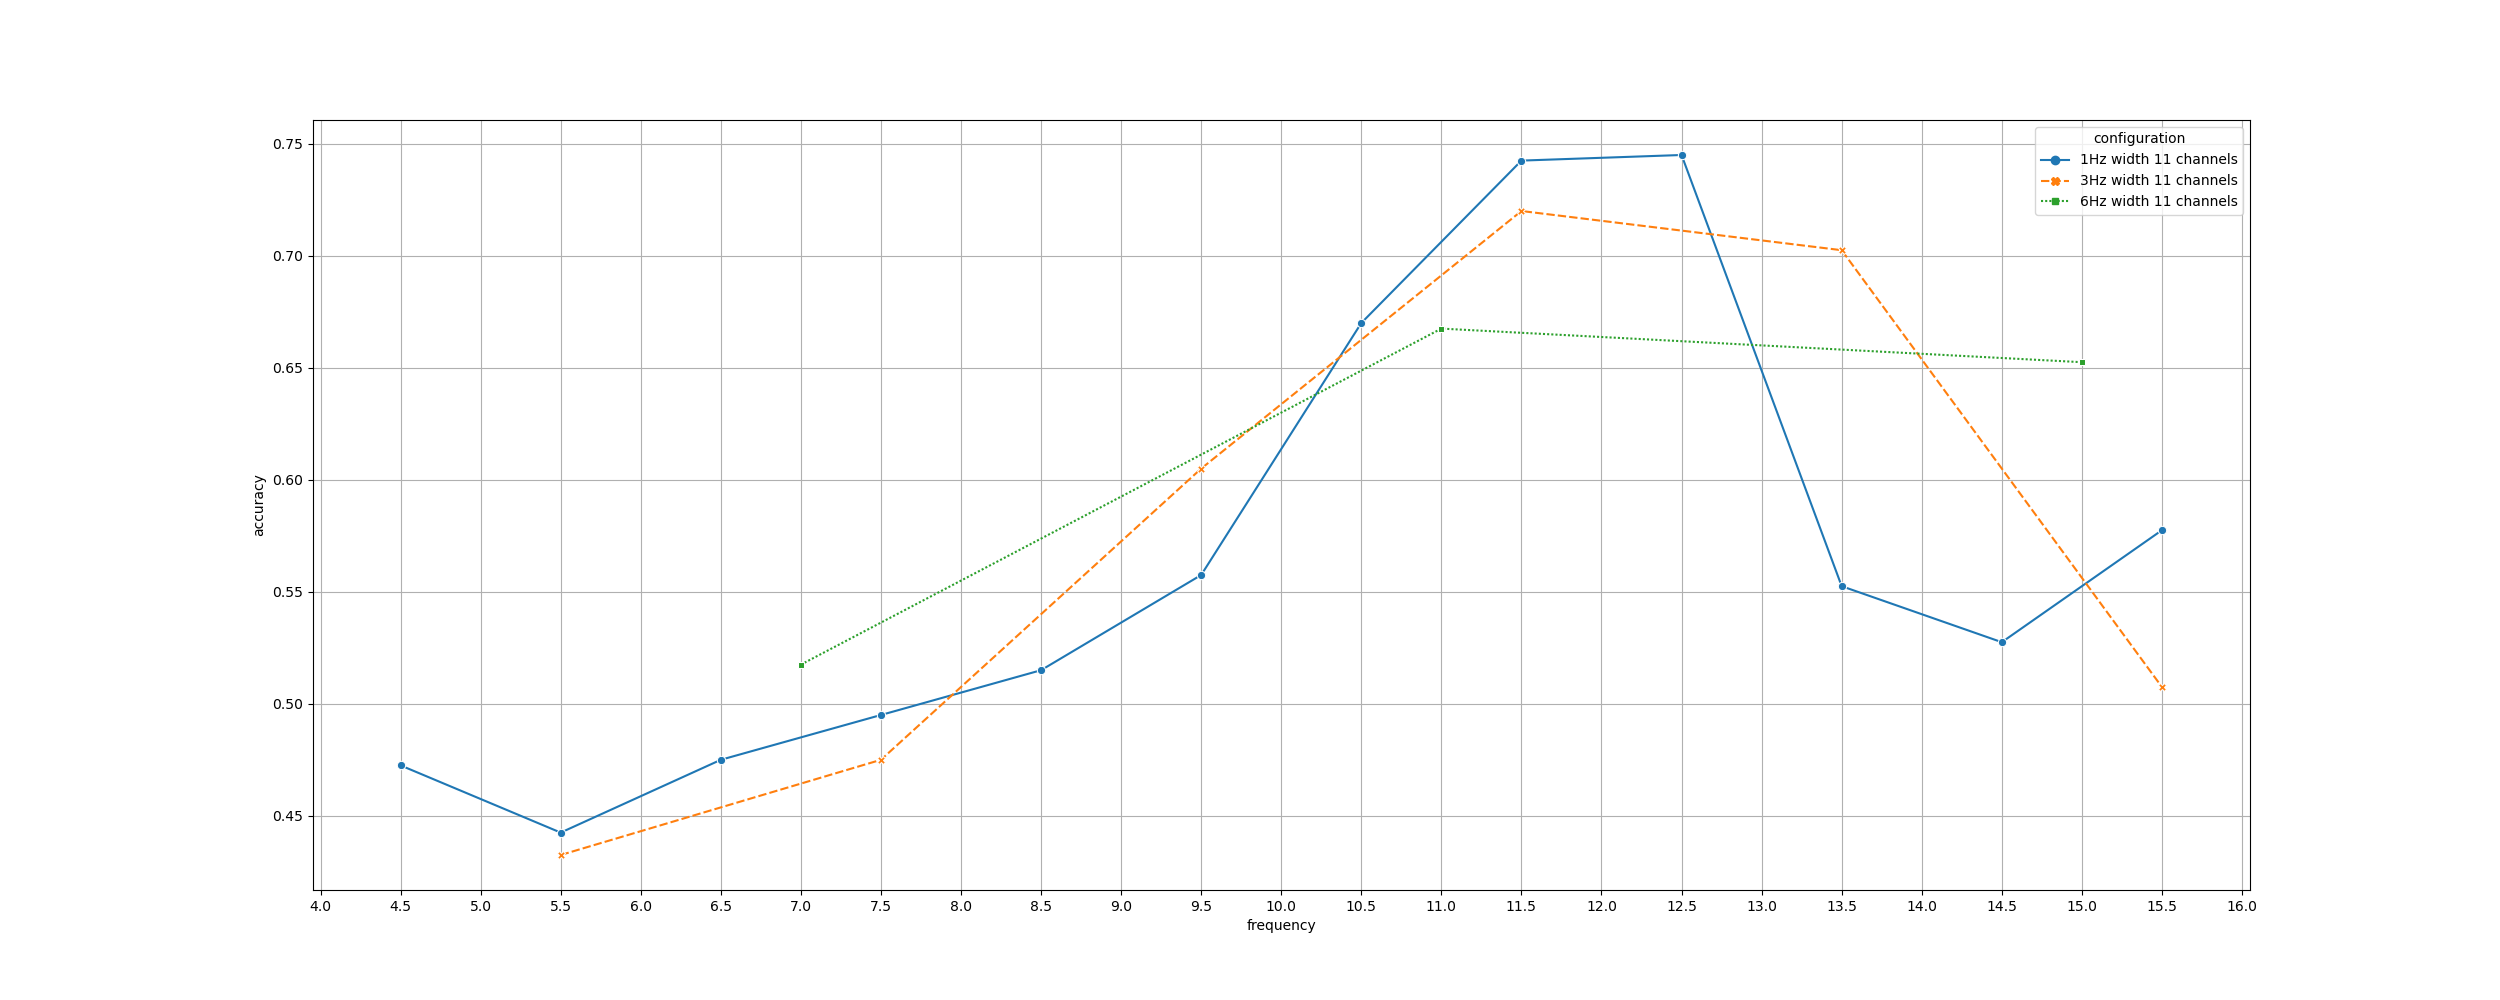 configuration
1Hz width 11 channels
3Hz width 11 channels
6Hz width 11 channels
0.75
0.70
0.65
0.60
0.55
0.50
0.45
accuracy
4.0 4.5 5.0 5.5 6.0 6.5 7.0 7.5 8.0 8.5 9.0 9.5 10.0 10.5 11.0 11.5 12.0 12.5 13.0 13.5 14.0 14.5 15.0 15.5 16.0
frequency